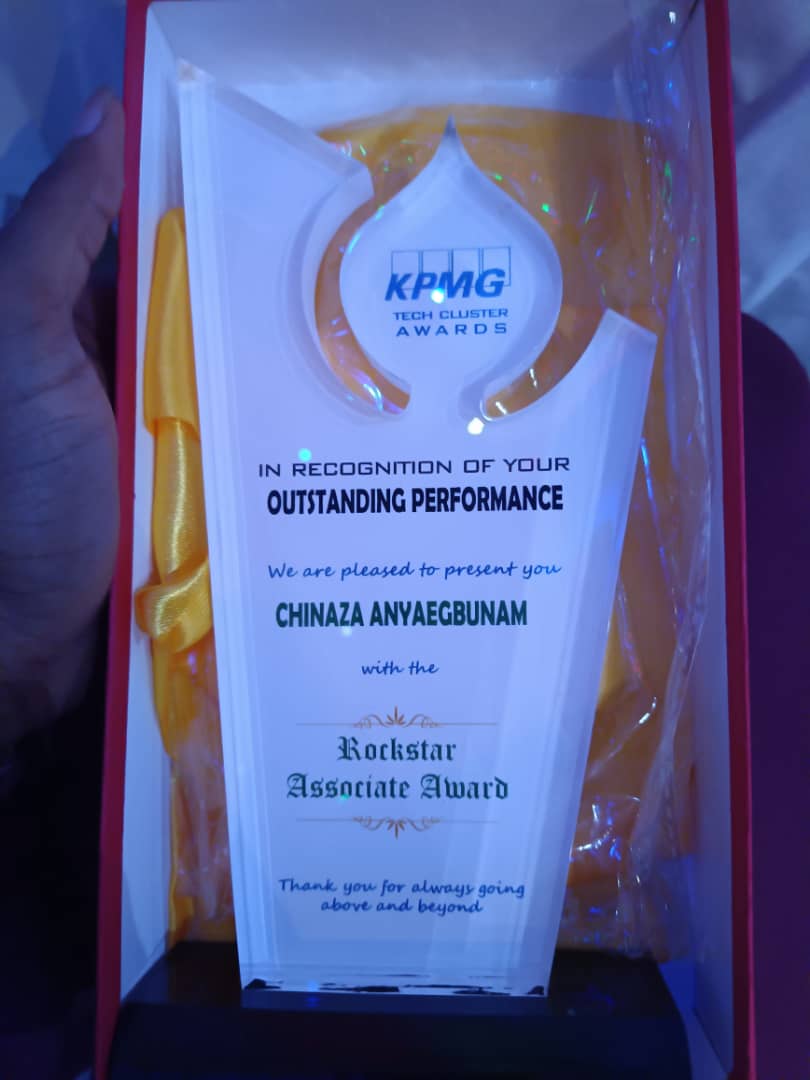 KPMG
TECH CLUSTER
AWARDS
IN RECOGNITION OF YOUR
OUTSTANDING PERFORMANCE
We are pleased to present you
CHINAZA ANYAEGBUNAM
with the
Rockstar
Associate Award
Thank you for always going
above and beyond